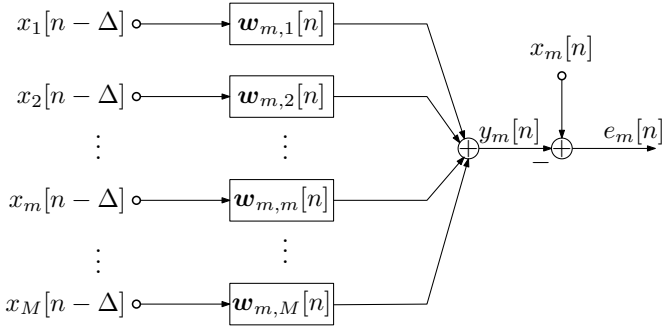 x_1[n − Δ] w_{m,1}[n]
x_m[n]
x_2[n − Δ] w_{m,2}[n]
⋮ ⋮
y_m[n] e_m[n]
−
x_m[n − Δ] w_{m,m}[n]
⋮ ⋮
x_M[n − Δ] w_{m,M}[n]